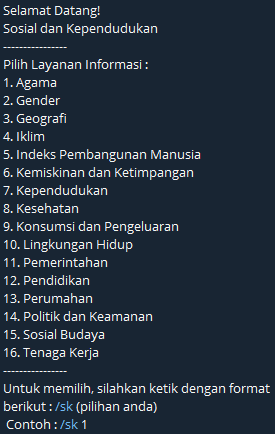 Selamat Datang!
Sosial dan Kependudukan
----------------
Pilih Layanan Informasi :
1. Agama
2. Gender
3. Geografi
4. Iklim
5. Indeks Pembangunan Manusia
6. Kemiskinan dan Ketimpangan
7. Kependudukan
8. Kesehatan
9. Konsumsi dan Pengeluaran
10. Lingkungan Hidup
11. Pemerintahan
12. Pendidikan
13. Perumahan
14. Politik dan Keamanan
15. Sosial Budaya
16. Tenaga Kerja
----------------
Untuk memilih, silahkan ketik dengan format
berikut : /sk (pilihan anda)
Contoh : /sk 1